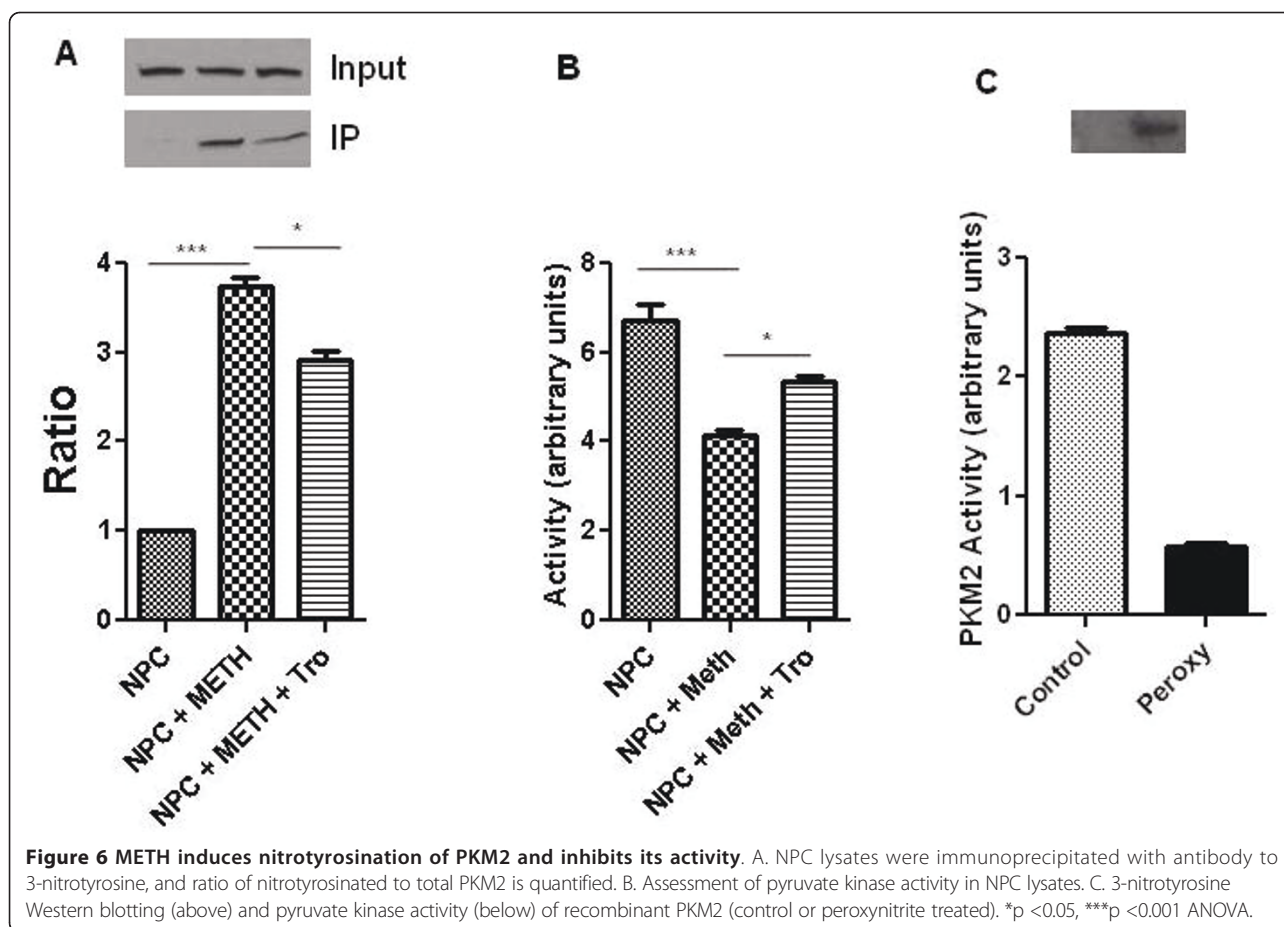 A
Input
IP
***
*
4
3
2
1
0
Ratio
NPC
NPC + METH
NPC + METH + Tro
B
***
*
8
6
4
2
0
Activity (arbitrary units)
NPC
NPC + Meth
NPC + Meth + Tro
C
3
2
1
0
PKM2 Activity (arbitrary units)
Control
Peroxy
Figure 6 METH induces nitrotyrosination of PKM2 and inhibits its activity. A. NPC lysates were immunoprecipitated with antibody to
3-nitrotyrosine, and ratio of nitrotyrosinated to total PKM2 is quantified. B. Assessment of pyruvate kinase activity in NPC lysates. C. 3-nitrotyrosine
Western blotting (above) and pyruvate kinase activity (below) of recombinant PKM2 (control or peroxynitrite treated). *p <0.05, ***p <0.001 ANOVA.